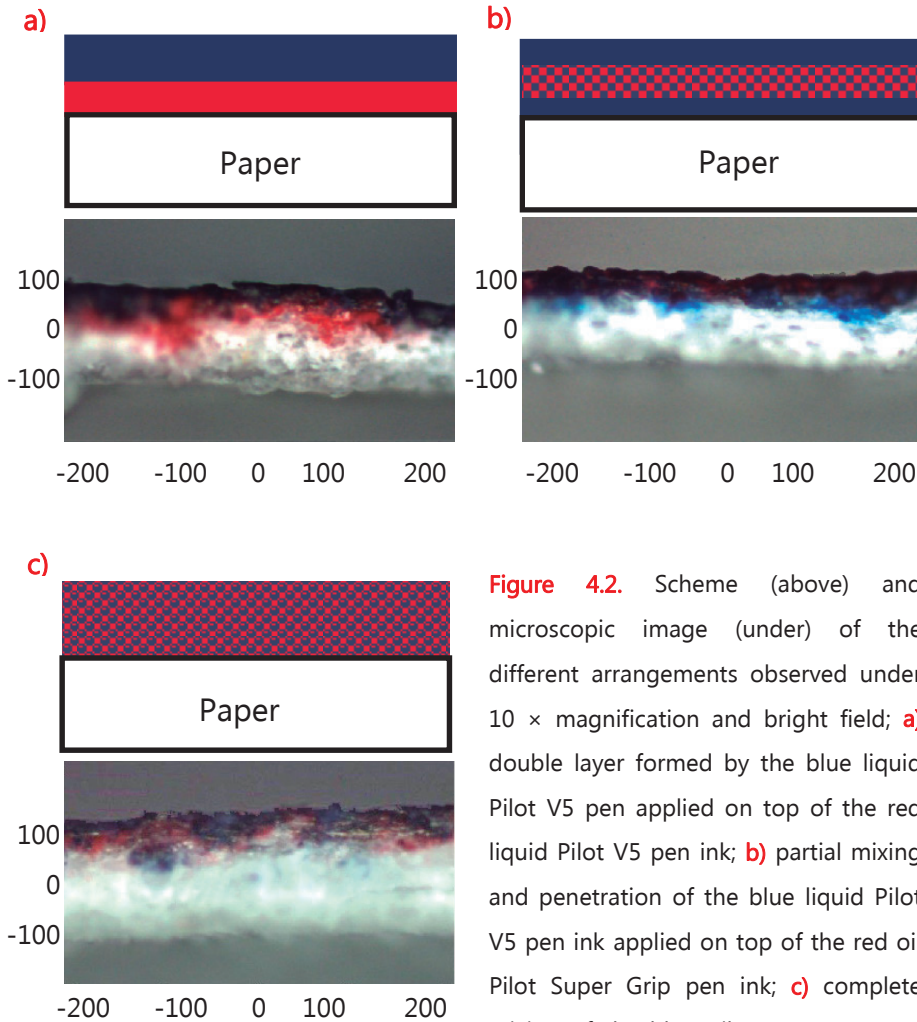 a)
Paper
100
0
-100
-200 -100 0 100 200
b)
Paper
100
0
-100
-200 -100 0 100 200
c)
Paper
100
0
-100
-200 -100 0 100 200
Figure 4.2. Scheme (above) and
microscopic image (under) of the
different arrangements observed under
10 × magnification and bright field; a)
double layer formed by the blue liquid
Pilot V5 pen applied on top of the red
liquid Pilot V5 pen ink; b) partial mixing
and penetration of the blue liquid Pilot
V5 pen ink applied on top of the red oi
Pilot Super Grip pen ink; c) complete